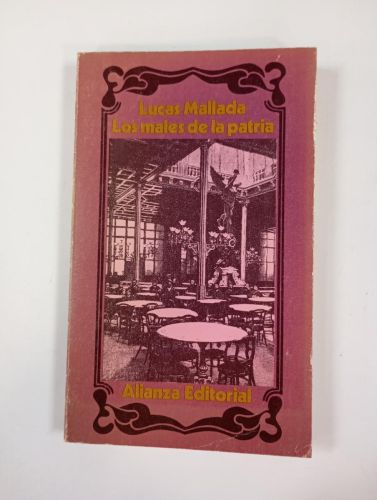 Lucas Mallada
Los males de la patria
Alianza Editorial